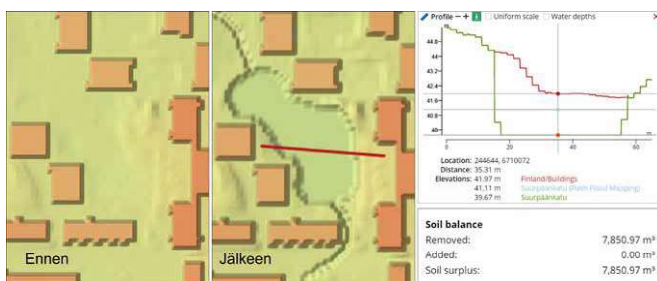 Ennen
Jälkeen
Profile − + Uniform scale Water depths
44.8
44
43.2
42.4
41.6
40.8
40
0 20 40 60
Location: 244644, 6710072
Distance: 35.31 m
Elevations: 41.97 m Finland/Buildings
41.11 m Suurpäänkatu (Rain Flood Mapping)
39.67 m Suurpäänkatu
Soil balance
Removed: 7,850.97 m³
Added: 0.00 m³
Soil surplus: 7,850.97 m³